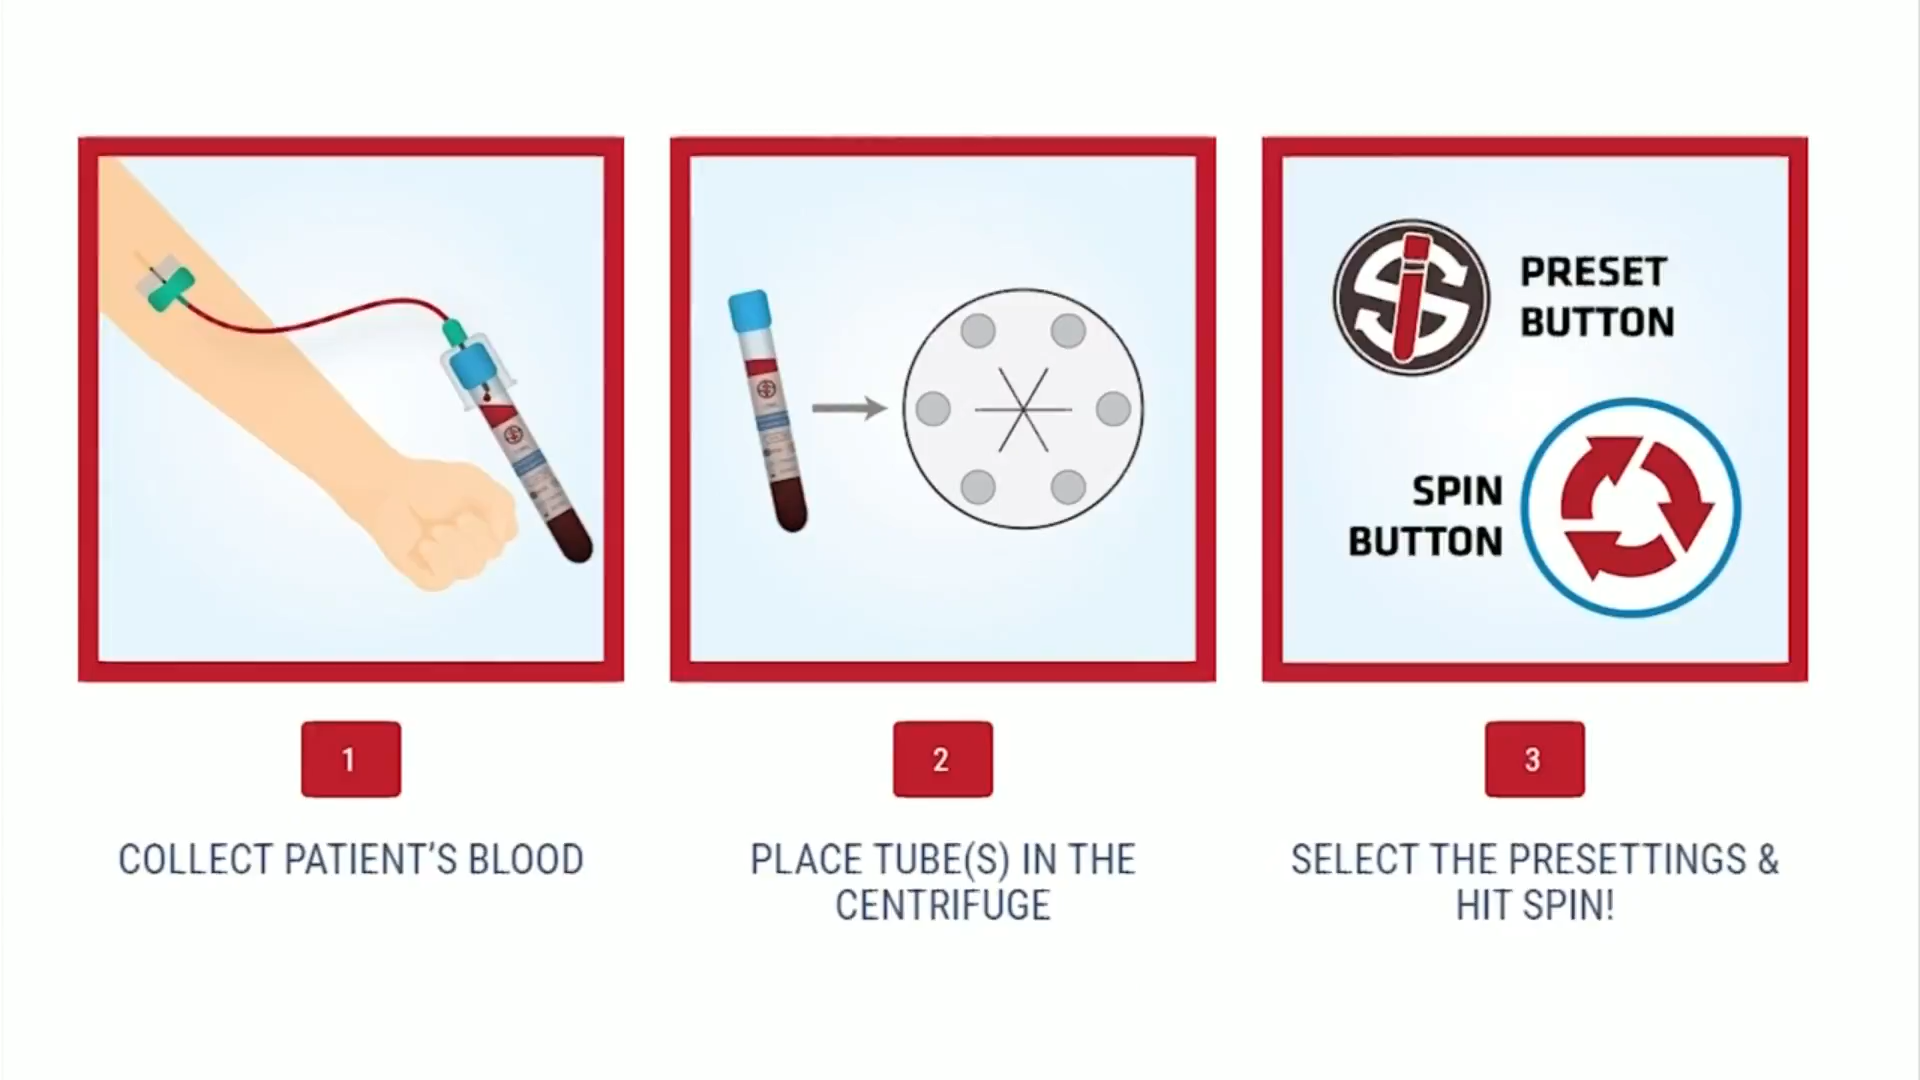 PRESET
BUTTON
SPIN
BUTTON
1
2
3
COLLECT PATIENT’S BLOOD
PLACE TUBE(S) IN THE
CENTRIFUGE
SELECT THE PRESETTINGS &
HIT SPIN!